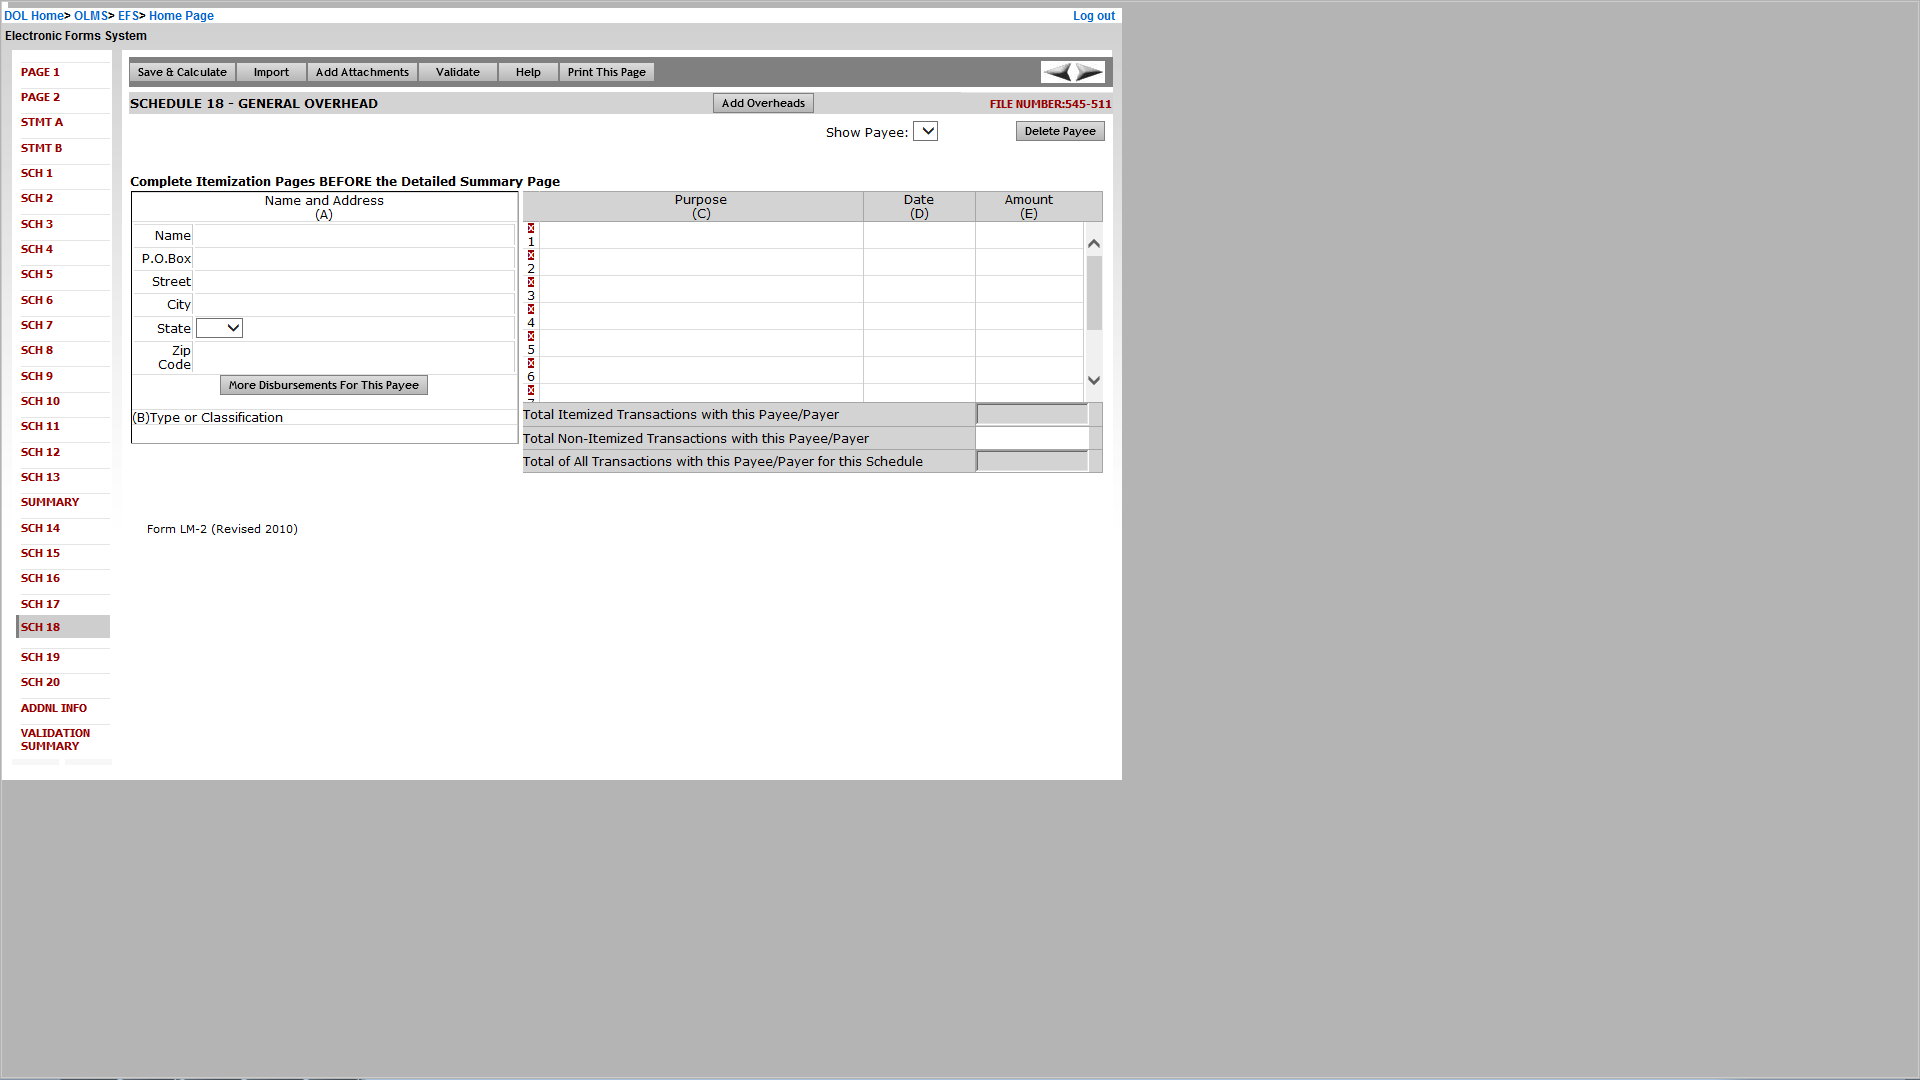 DOL Home> OLMS> EFS> Home Page
Log out
Electronic Forms System
PAGE 1
PAGE 2
STMT A
STMT B
SCH 1
SCH 2
SCH 3
SCH 4
SCH 5
SCH 6
SCH 7
SCH 8
SCH 9
SCH 10
SCH 11
SCH 12
SCH 13
SUMMARY
SCH 14
SCH 15
SCH 16
SCH 17
SCH 18
SCH 19
SCH 20
ADDNL INFO
VALIDATION
SUMMARY
Save & Calculate
Import
Add Attachments
Validate
Help
Print This Page
SCHEDULE 18 - GENERAL OVERHEAD
Add Overheads
FILE NUMBER:545-511
Show Payee:
Delete Payee
Complete Itemization Pages BEFORE the Detailed Summary Page
Name and Address
(A)
Name
P.O.Box
Street
City
State
Zip
Code
More Disbursements For This Payee
(B)Type or Classification
Purpose
(C)
Date
(D)
Amount
(E)
x
1
x
2
x
3
x
4
x
5
x
6
x
Total Itemized Transactions with this Payee/Payer
Total Non-Itemized Transactions with this Payee/Payer
Total of All Transactions with this Payee/Payer for this Schedule
Form LM-2 (Revised 2010)